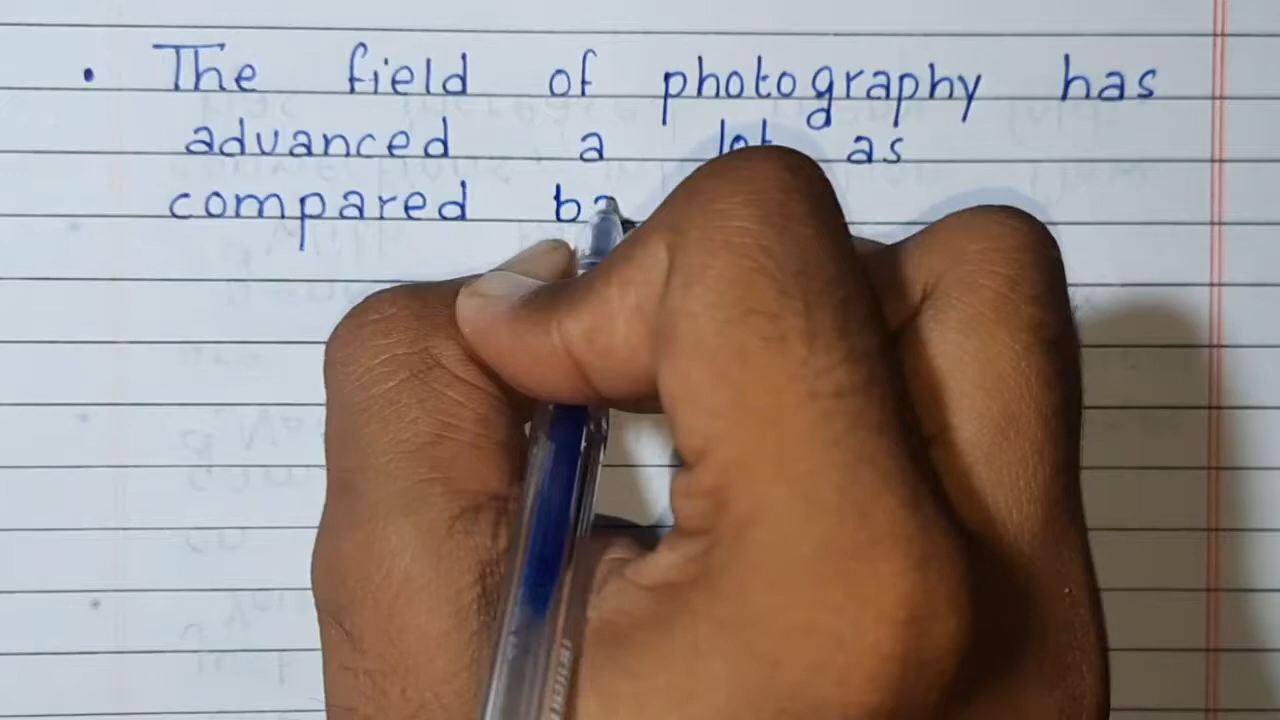 • The field of photography has
advanced a lot as
compared